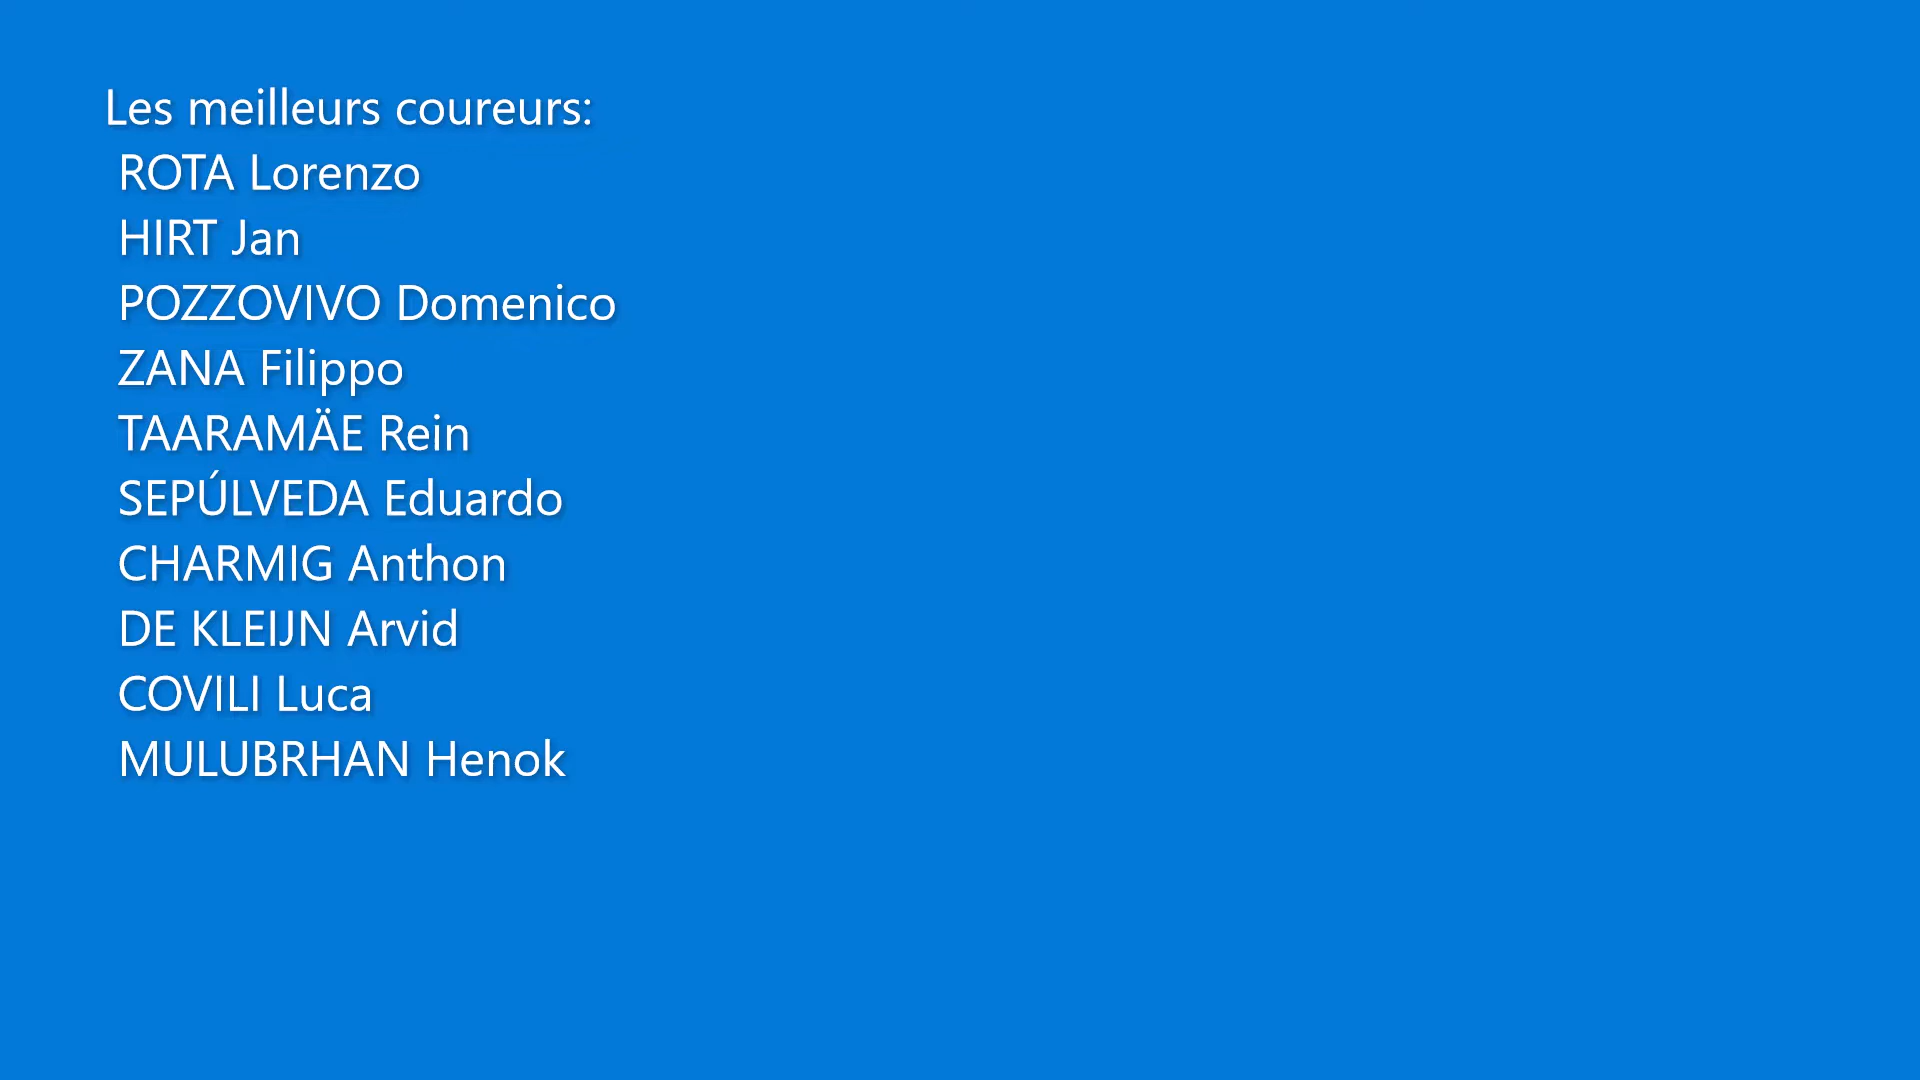 Les meilleurs coureurs:
ROTA Lorenzo
HIRT Jan
POZZOVIVO Domenico
ZANA Filippo
TAARAMÄE Rein
SEPÚLVEDA Eduardo
CHARMIG Anthon
DE KLEIJN Arvid
COVILI Luca
MULUBRHAN Henok